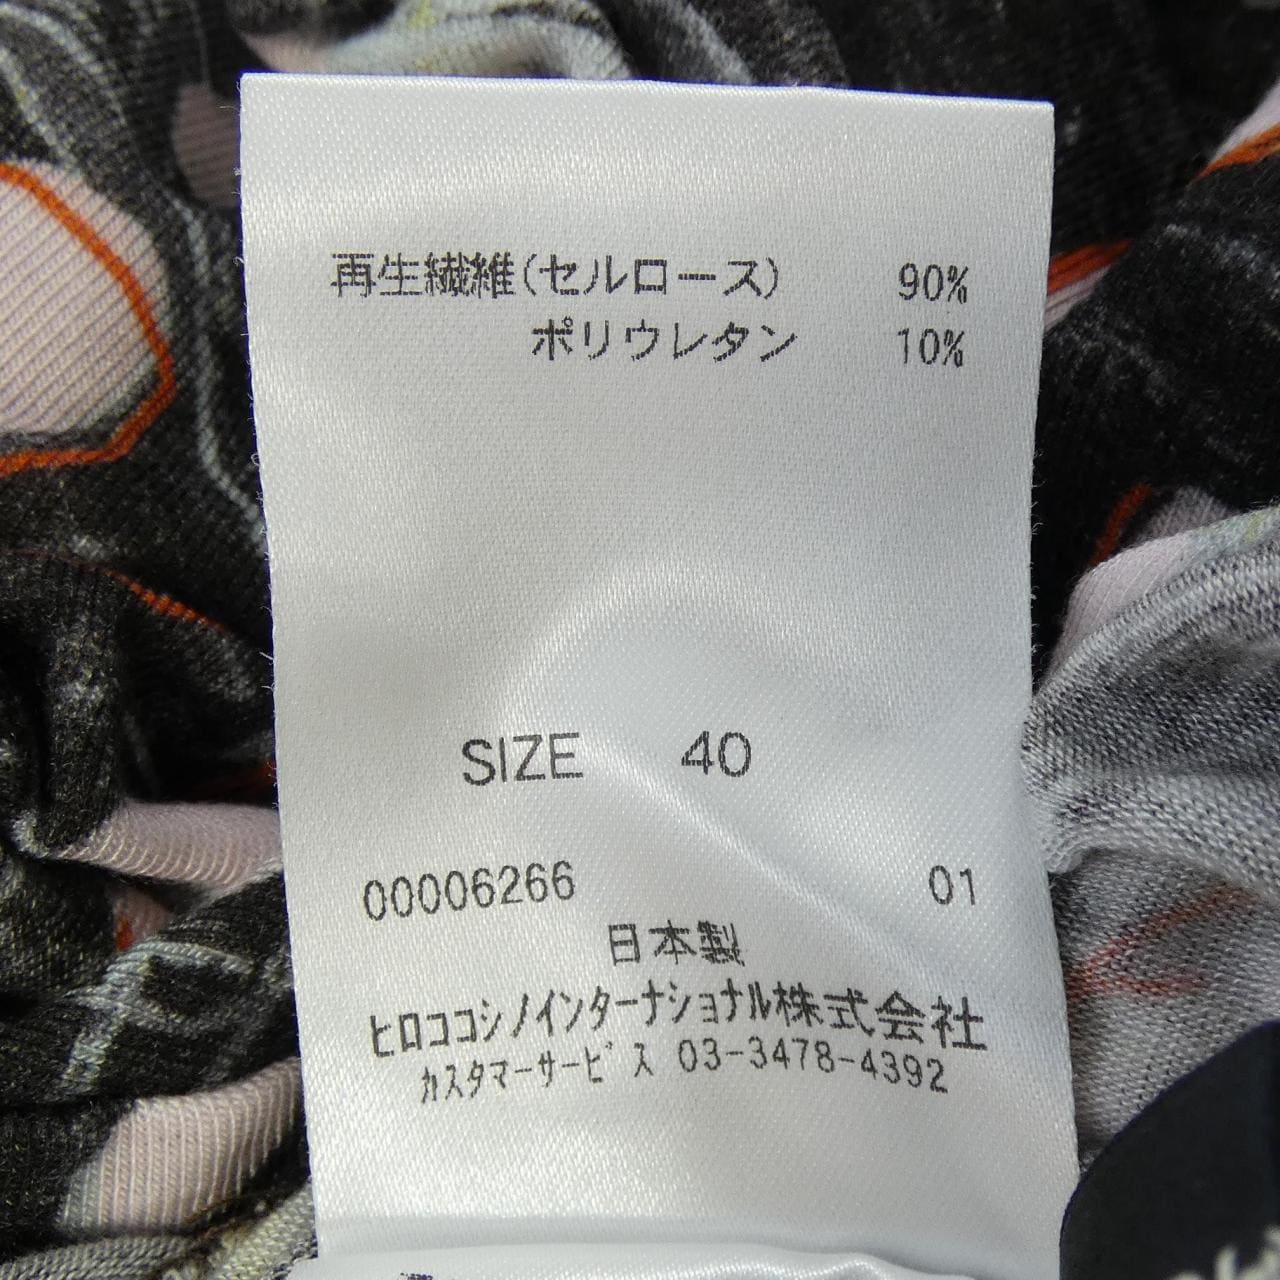 再生繊維(セルロース) 90%
ポリウレタン 10%
SIZE 40
00006266 01
日本製
ヒロココシノインターナショナル株式会社
カスタマーサービス 03-3478-4392